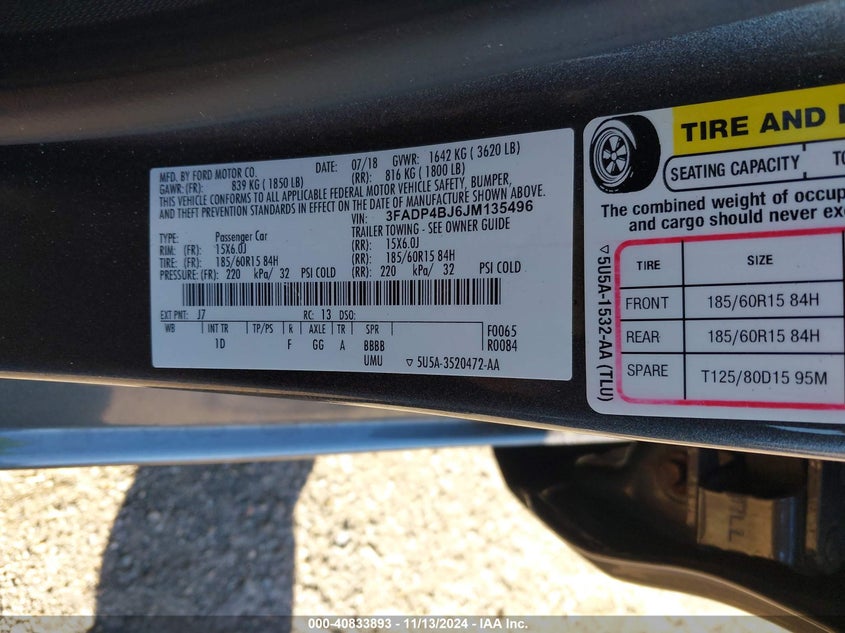 MFD. BY FORD MOTOR CO.
DATE: 07/18 GVWR: 1642 KG ( 3620 LB)
GAWR: (FR): 839 KG ( 1850 LB) (RR): 816 KG ( 1800 LB)
THIS VEHICLE CONFORMS TO ALL APPLICABLE FEDERAL MOTOR VEHICLE SAFETY, BUMPER,
AND THEFT PREVENTION STANDARDS IN EFFECT ON THE DATE OF MANUFACTURE SHOWN ABOVE.
VIN: 3FADP4BJ6JM135496
TYPE: Passenger Car TRAILER TOWING - SEE OWNER GUIDE
RIM: (FR): 15X6.0J (RR): 15X6.0J
TIRE: (FR): 185/60R15 84H (RR): 185/60R15 84H
PRESSURE: (FR): 220 kPa/ 32 PSI COLD (RR): 220 kPa/ 32 PSI COLD
EXT PNT: J7 RC: 13 DSO:
WB INT TR TP/PS R AXLE TR SPR F0065
1D F GG A BBBB R0084
UMU ▽ 5U5A-3520472-AA
TIRE AND
SEATING CAPACITY TO
The combined weight of occup
and cargo should never exc
▽5U5A-1532-AA (TLU)
TIRE SIZE
FRONT 185/60R15 84H
REAR 185/60R15 84H
SPARE T125/80D15 95M
000-40833893 - 11/13/2024 - IAA Inc.